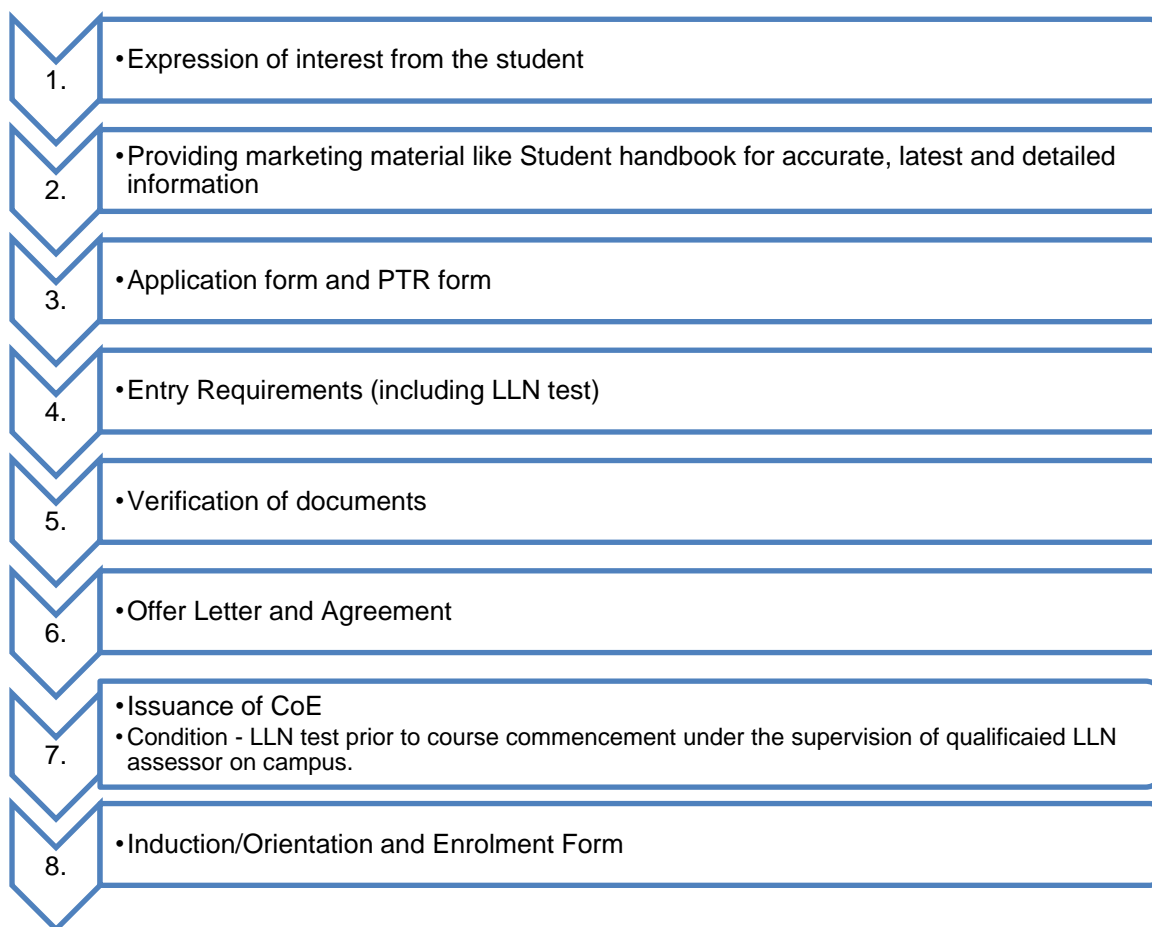 1.
•Expression of interest from the student
2.
•Providing marketing material like Student handbook for accurate, latest and detailed
information
3.
•Application form and PTR form
4.
•Entry Requirements (including LLN test)
5.
•Verification of documents
6.
•Offer Letter and Agreement
7.
•Issuance of CoE
•Condition - LLN test prior to course commencement under the supervision of qualificaied LLN
assessor on campus.
8.
•Induction/Orientation and Enrolment Form